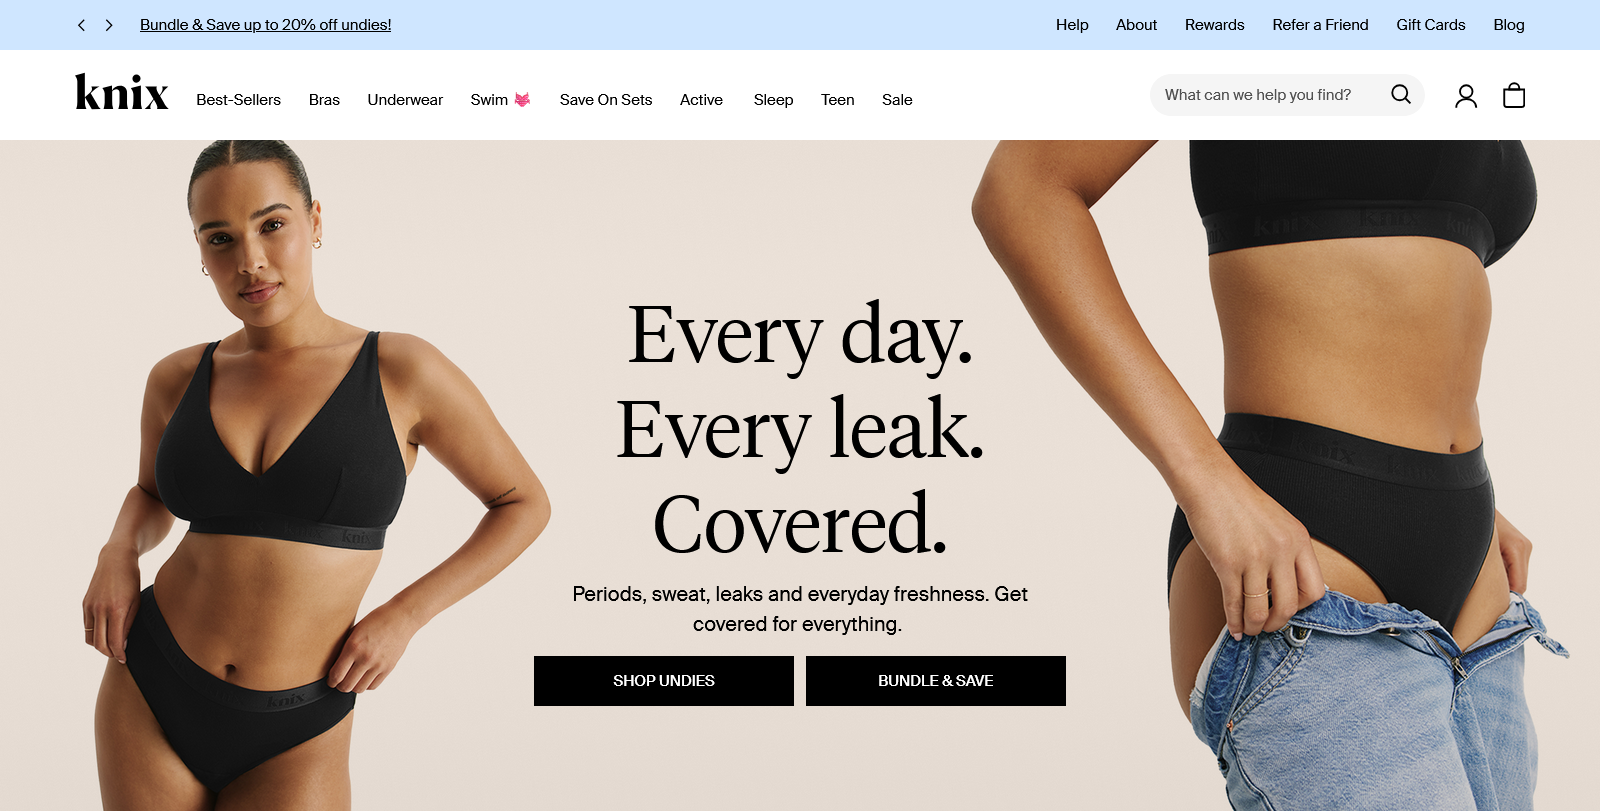 Bundle & Save up to 20% off undies!
Help
About
Rewards
Refer a Friend
Gift Cards
Blog
knix
Best-Sellers
Bras
Underwear
Swim
Save On Sets
Active
Sleep
Teen
Sale
What can we help you find?
Every day.
Every leak.
Covered.
Periods, sweat, leaks and everyday freshness. Get
covered for everything.
SHOP UNDIES
BUNDLE & SAVE
knix
knix
knix
knix
knix